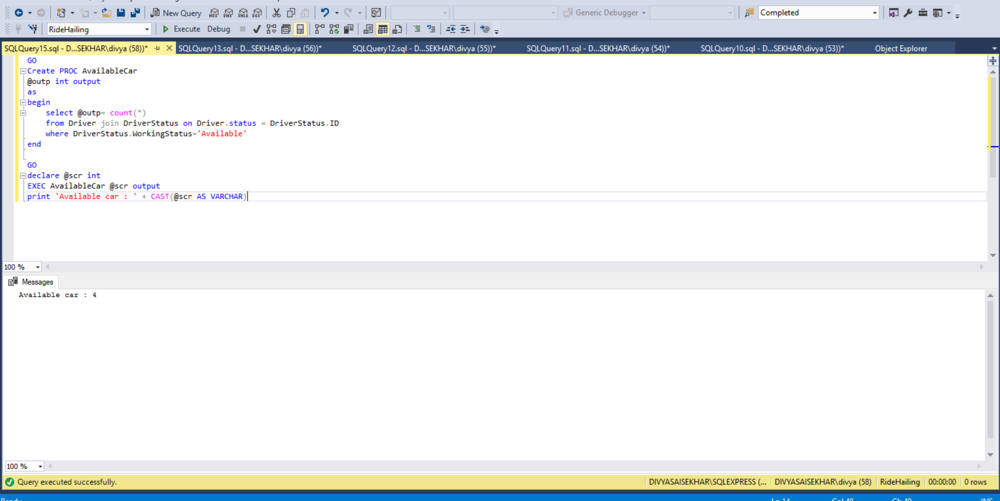 New Query MDX DMX XMLA DAX Generic Debugger Completed
RideHailing Execute Debug
SQLQuery15.sql - D...SEKHAR\divya (58))* SQLQuery13.sql - D...SEKHAR\divya (56))* SQLQuery12.sql - D...SEKHAR\divya (55))* SQLQuery11.sql - D...SEKHAR\divya (54))* SQLQuery10.sql - D...SEKHAR\divya (53))* Object Explorer
GO
Create PROC AvailableCar
@outp int output
as
begin
select @outp= count(*)
from Driver join DriverStatus on Driver.status = DriverStatus.ID
where DriverStatus.WorkingStatus='Available'
end
GO
declare @scr int
EXEC AvailableCar @scr output
print 'Available car : ' + CAST(@scr AS VARCHAR)
100 %
Messages
Available car : 4
100 %
Query executed successfully. DIVYASAISEKHAR\SQLEXPRESS (... DIVYASAISEKHAR\divya (58) RideHailing 00:00:00 0 rows